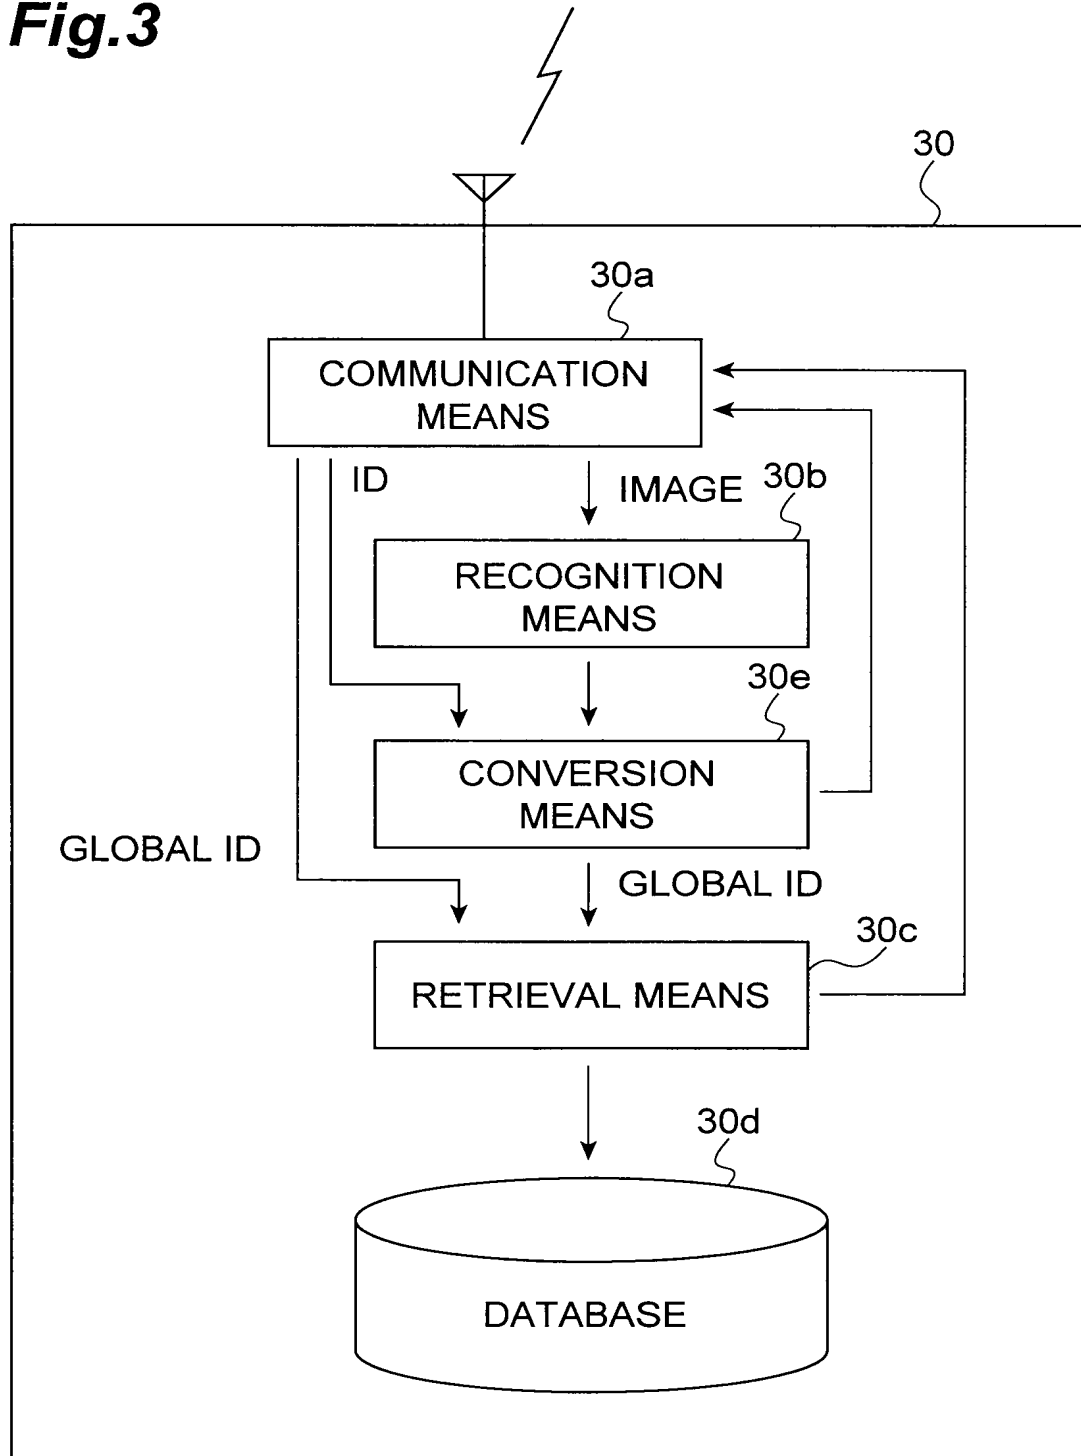 Fig.3
30
30a
COMMUNICATION
MEANS
ID
IMAGE
30b
RECOGNITION
MEANS
30e
CONVERSION
MEANS
GLOBAL ID
GLOBAL ID
30c
RETRIEVAL MEANS
30d
DATABASE